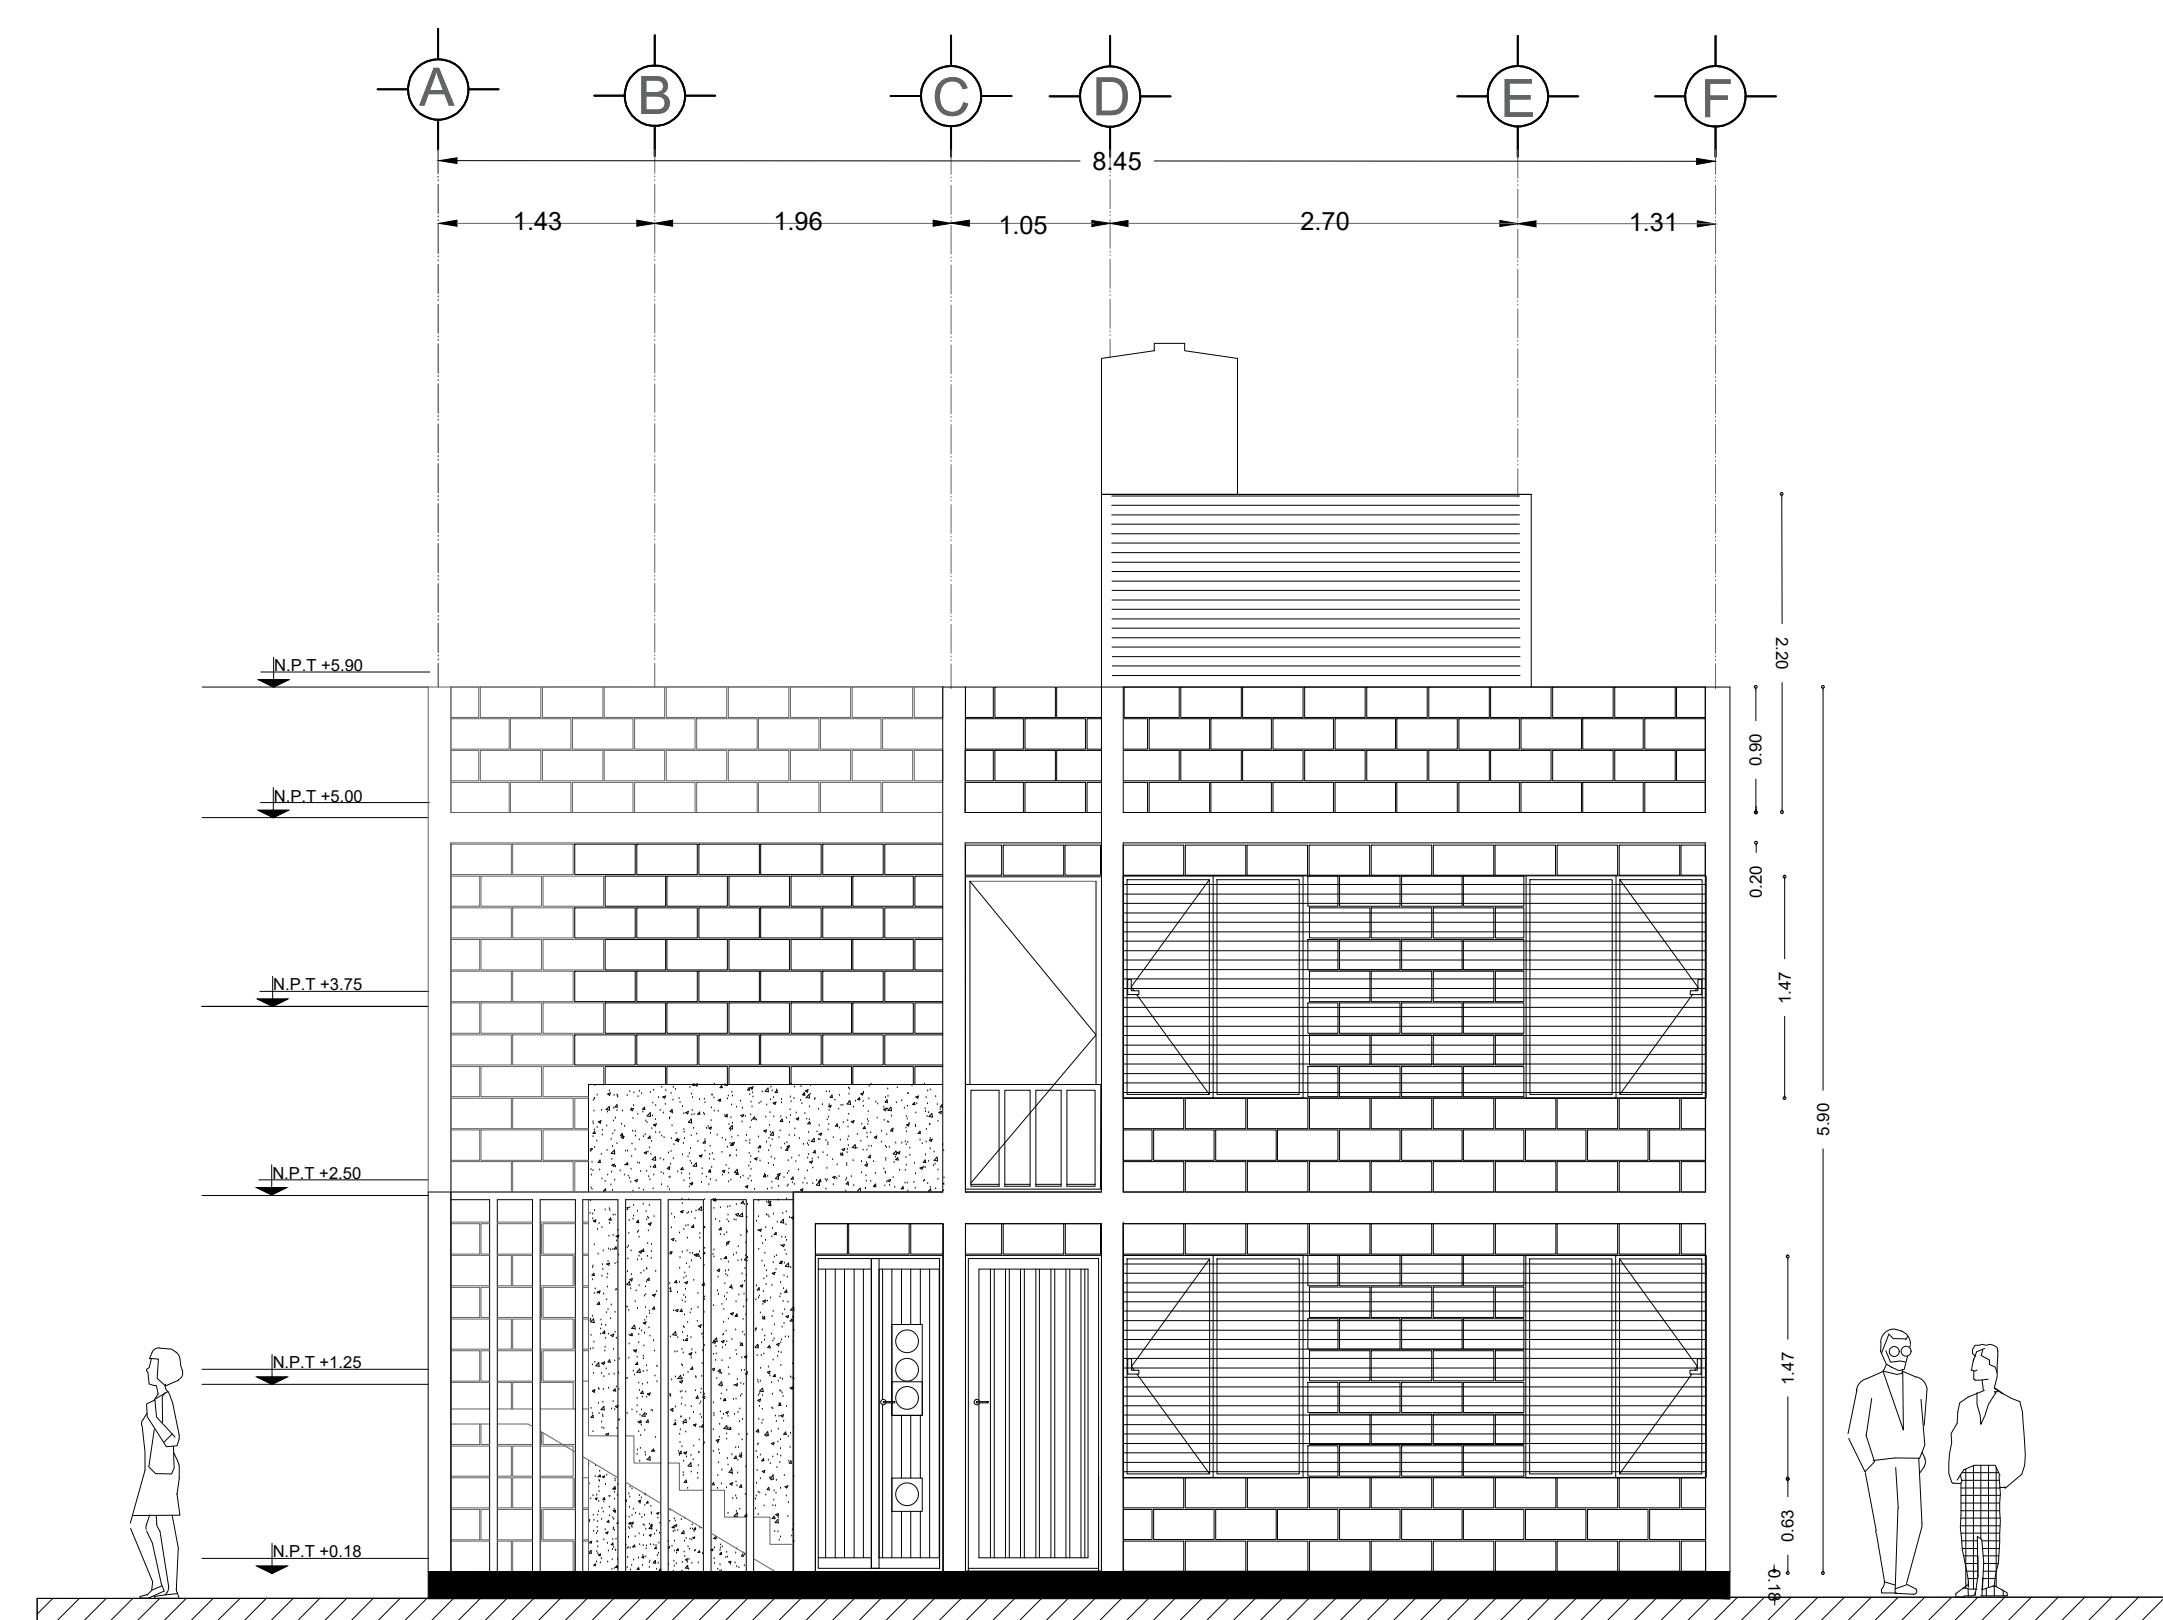 A B C D E F
8.45
1.43 1.96 1.05 2.70 1.31
N.P.T +5.90
N.P.T +5.00
N.P.T +3.75
N.P.T +2.50
N.P.T +1.25
N.P.T +0.18
2.20
0.90
0.20
1.47
5.90
1.47
0.63
0.18